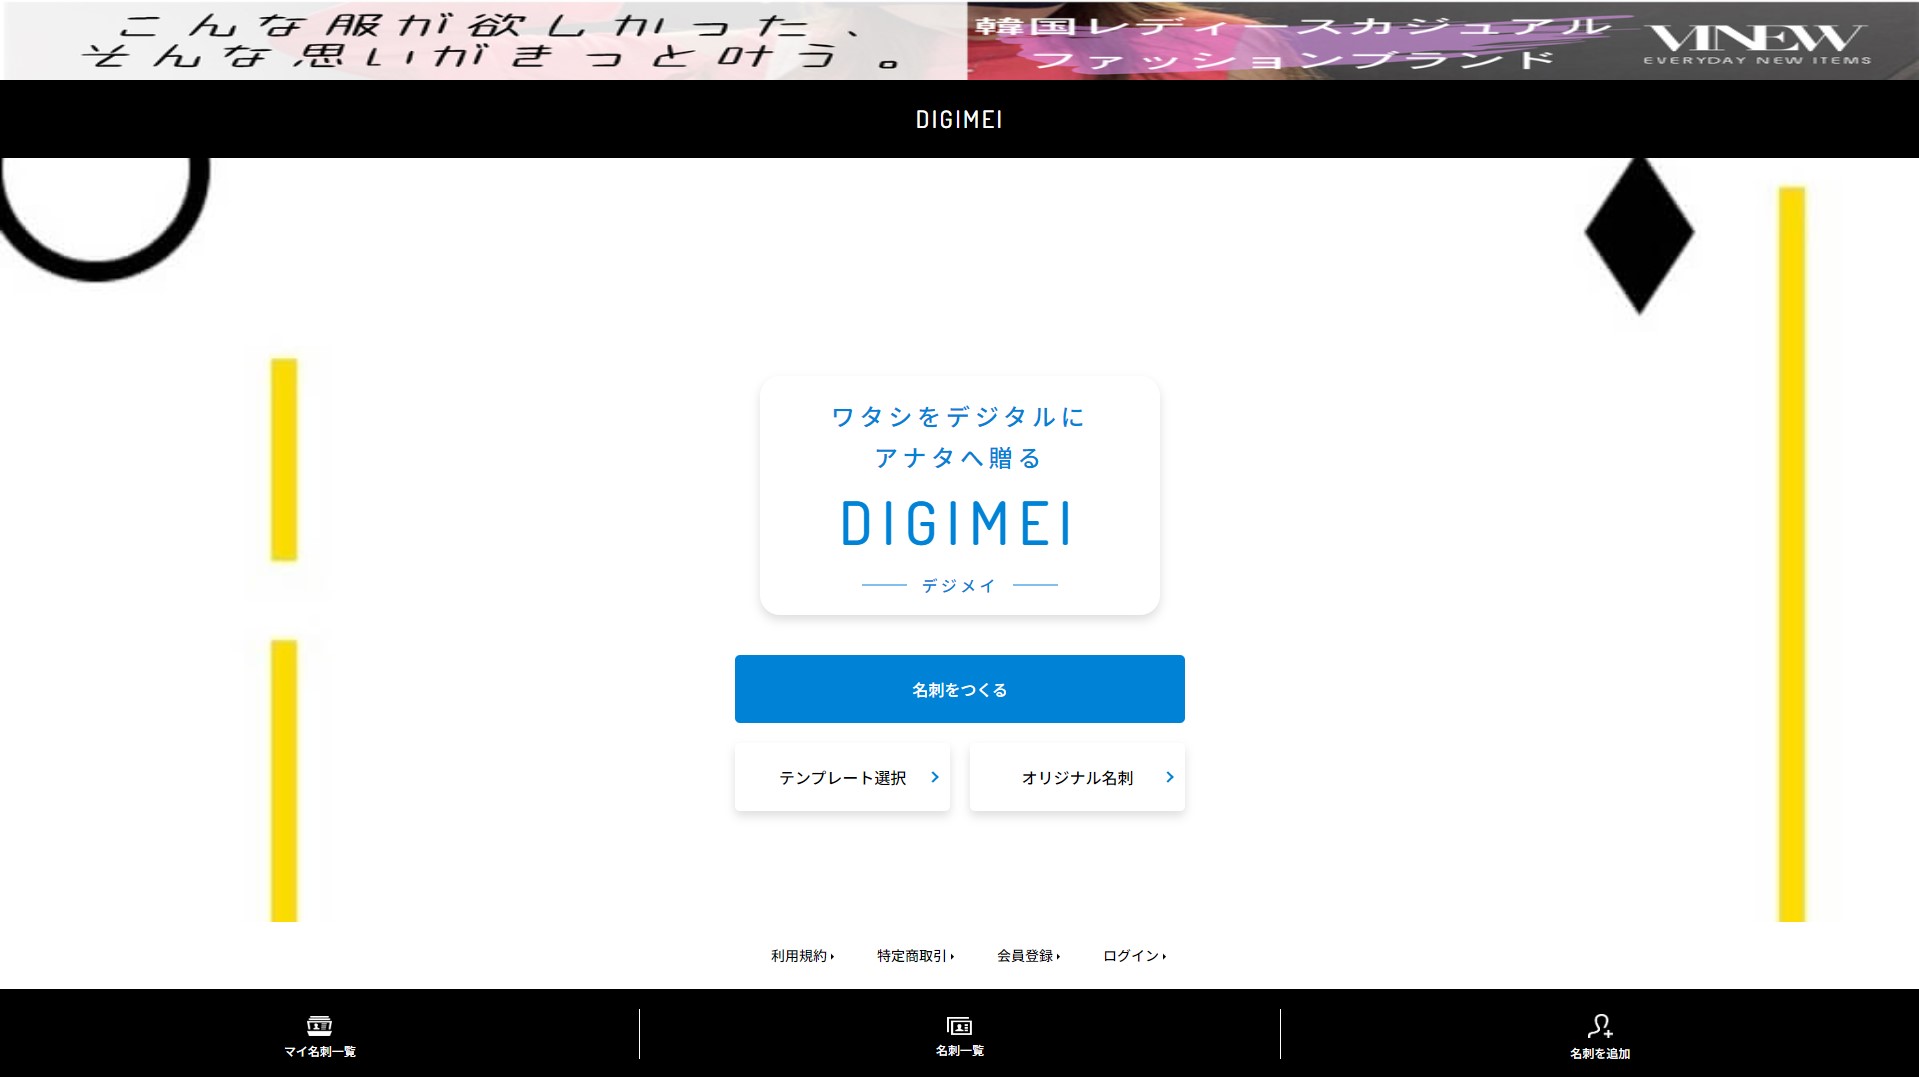 こんな服が欲しかった、
そんな思いがきっと叶う。
韓国レディースカジュアル
ファッションブランド
VINEW
EVERYDAY NEW ITEMS
DIGIMEI
ワタシをデジタルに
アナタへ贈る
DIGIMEI
デジメイ
名刺をつくる
テンプレート選択
オリジナル名刺
利用規約
特定商取引
会員登録
ログイン
マイ名刺一覧
名刺一覧
名刺を追加